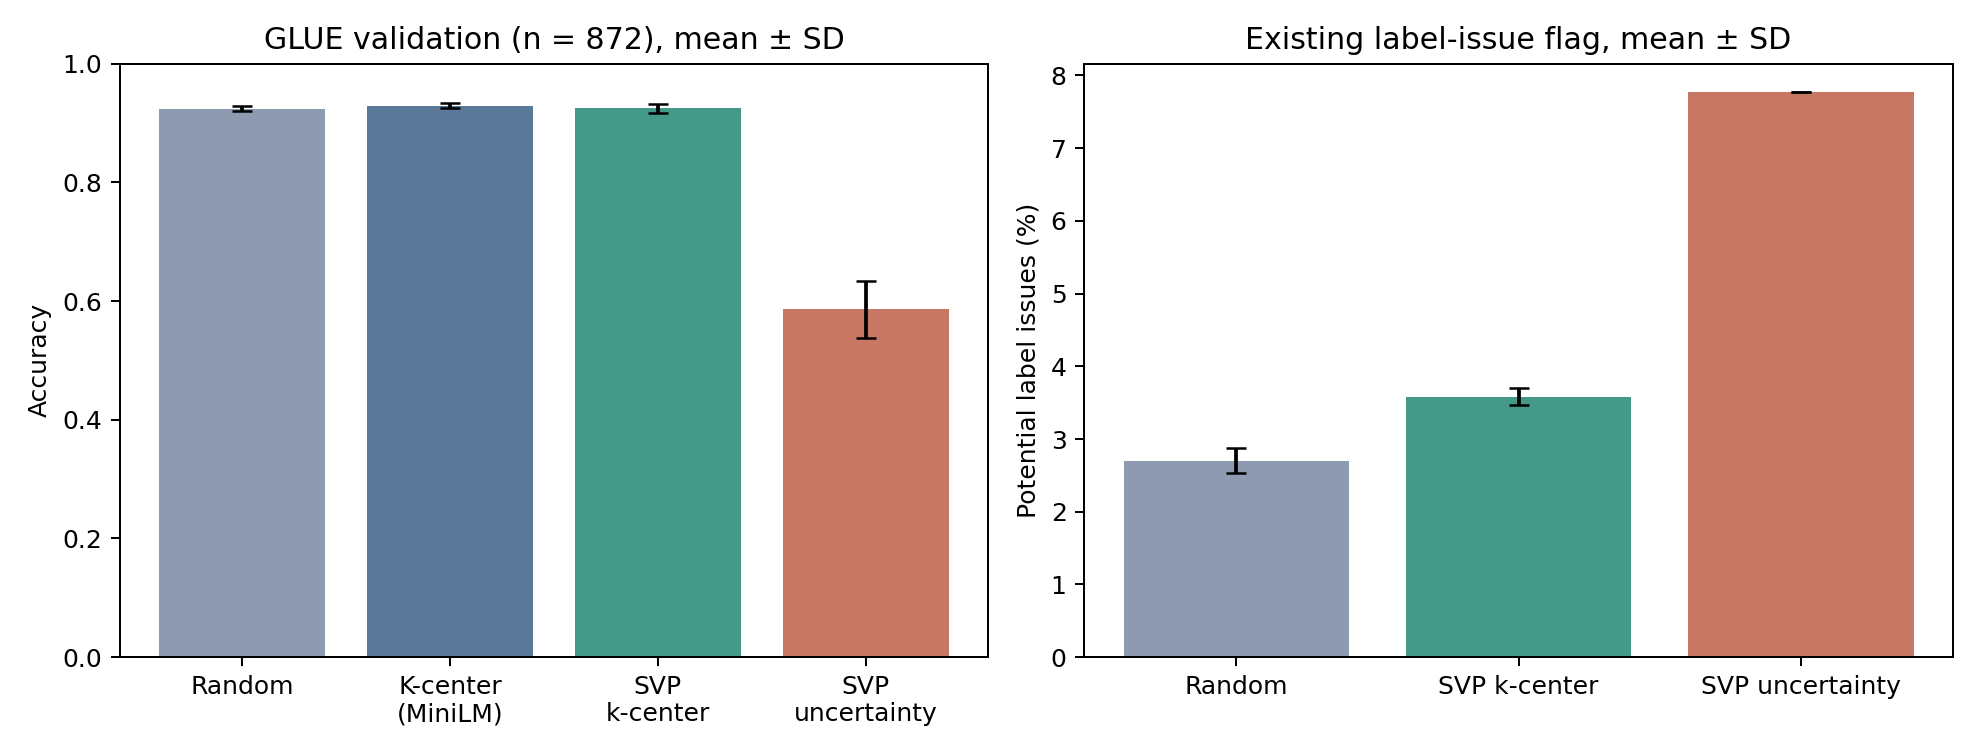 GLUE validation (n = 872), mean ± SD
Accuracy
1.0
0.8
0.6
0.4
0.2
0.0
Random
K-center
(MiniLM)
SVP
k-center
SVP
uncertainty
Existing label-issue flag, mean ± SD
Potential label issues (%)
8
7
6
5
4
3
2
1
0
Random
SVP k-center
SVP uncertainty